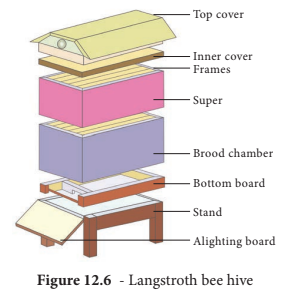 Top cover
Inner cover
Frames
Super
Brood chamber
Bottom board
Stand
Alighting board
Figure 12.6 - Langstroth bee hive